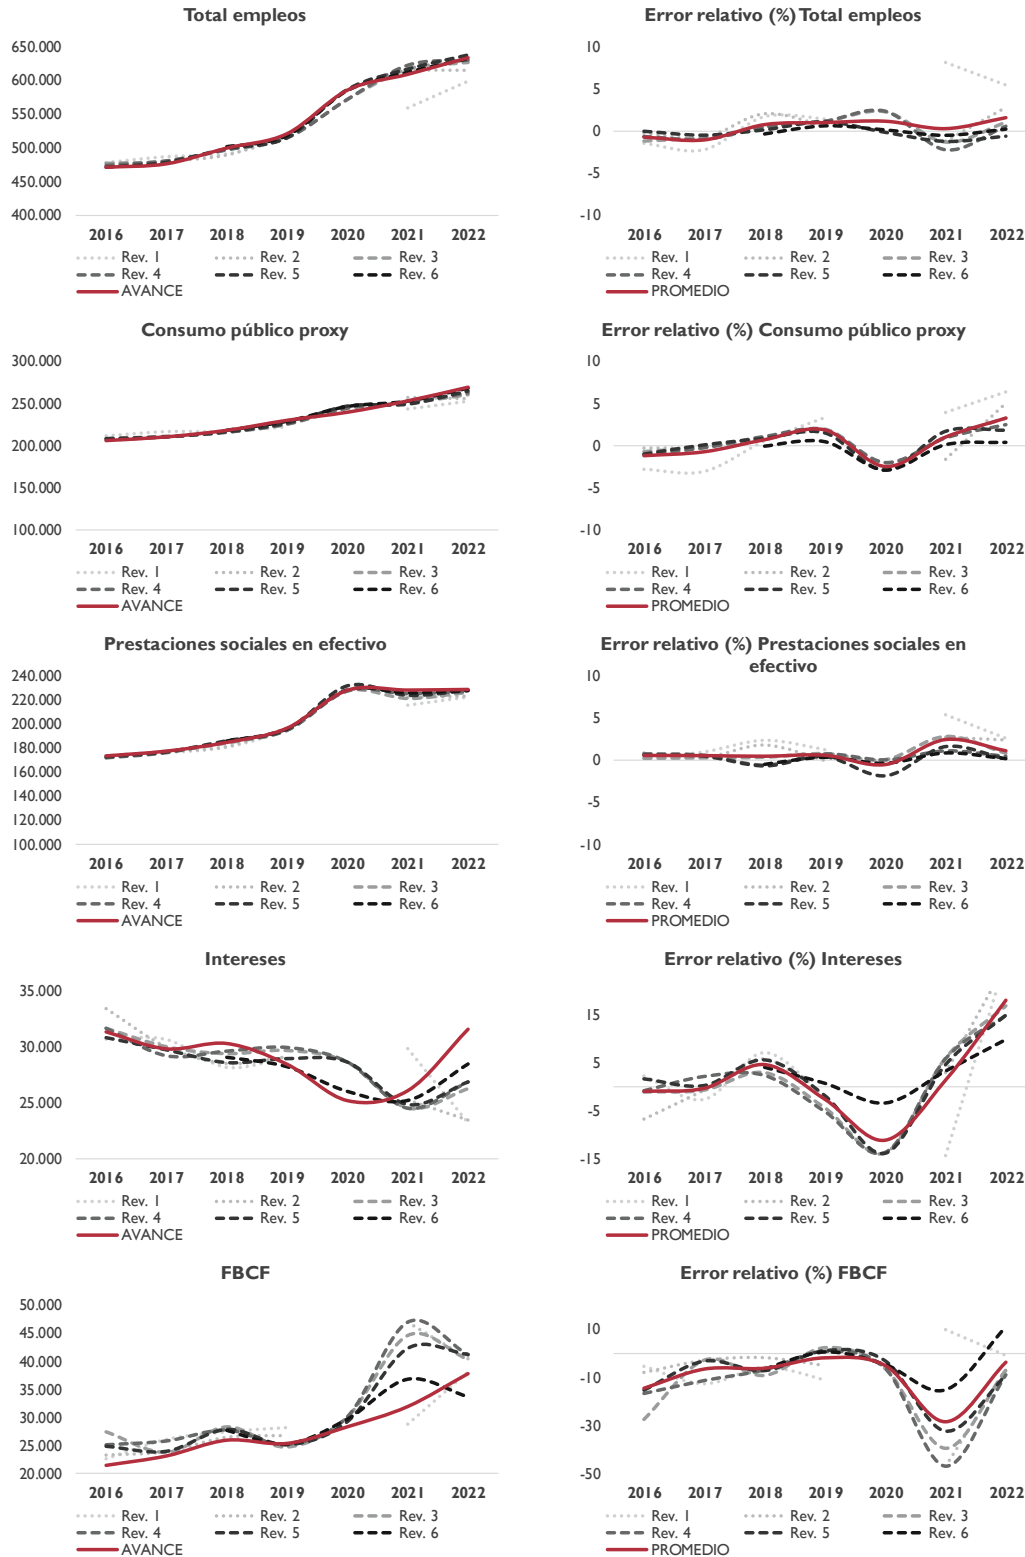 Total empleos
650.000
600.000
550.000
500.000
450.000
400.000
2016 2017 2018 2019 2020 2021 2022
Rev. 1 Rev. 2 Rev. 3
Rev. 4 Rev. 5 Rev. 6
AVANCE
Error relativo (%) Total empleos
10
5
0
-5
-10
2016 2017 2018 2019 2020 2021 2022
Rev. 1 Rev. 2 Rev. 3
Rev. 4 Rev. 5 Rev. 6
PROMEDIO
Consumo público proxy
300.000
250.000
200.000
150.000
100.000
2016 2017 2018 2019 2020 2021 2022
Rev. 1 Rev. 2 Rev. 3
Rev. 4 Rev. 5 Rev. 6
AVANCE
Error relativo (%) Consumo público proxy
10
5
0
-5
-10
2016 2017 2018 2019 2020 2021 2022
Rev. 1 Rev. 2 Rev. 3
Rev. 4 Rev. 5 Rev. 6
PROMEDIO
Prestaciones sociales en efectivo
240.000
220.000
200.000
180.000
160.000
140.000
120.000
100.000
2016 2017 2018 2019 2020 2021 2022
Rev. 1 Rev. 2 Rev. 3
Rev. 4 Rev. 5 Rev. 6
AVANCE
Error relativo (%) Prestaciones sociales en
efectivo
10
5
0
-5
-10
2016 2017 2018 2019 2020 2021 2022
Rev. 1 Rev. 2 Rev. 3
Rev. 4 Rev. 5 Rev. 6
PROMEDIO
Intereses
35.000
30.000
25.000
20.000
2016 2017 2018 2019 2020 2021 2022
Rev. 1 Rev. 2 Rev. 3
Rev. 4 Rev. 5 Rev. 6
AVANCE
Error relativo (%) Intereses
15
5
-5
-15
2016 2017 2018 2019 2020 2021 2022
Rev. 1 Rev. 2 Rev. 3
Rev. 4 Rev. 5 Rev. 6
PROMEDIO
FBCF
50.000
45.000
40.000
35.000
30.000
25.000
20.000
2016 2017 2018 2019 2020 2021 2022
Rev. 1 Rev. 2 Rev. 3
Rev. 4 Rev. 5 Rev. 6
AVANCE
Error relativo (%) FBCF
10
-10
-30
-50
2016 2017 2018 2019 2020 2021 2022
Rev. 1 Rev. 2 Rev. 3
Rev. 4 Rev. 5 Rev. 6
PROMEDIO